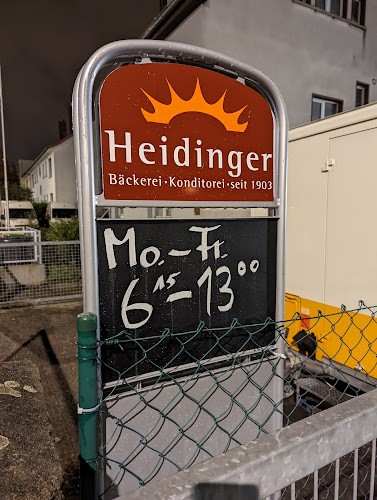 Heidinger
Bäckerei · Konditorei · seit 1903
Mo. – Fr.
6¹⁵ – 13⁰⁰